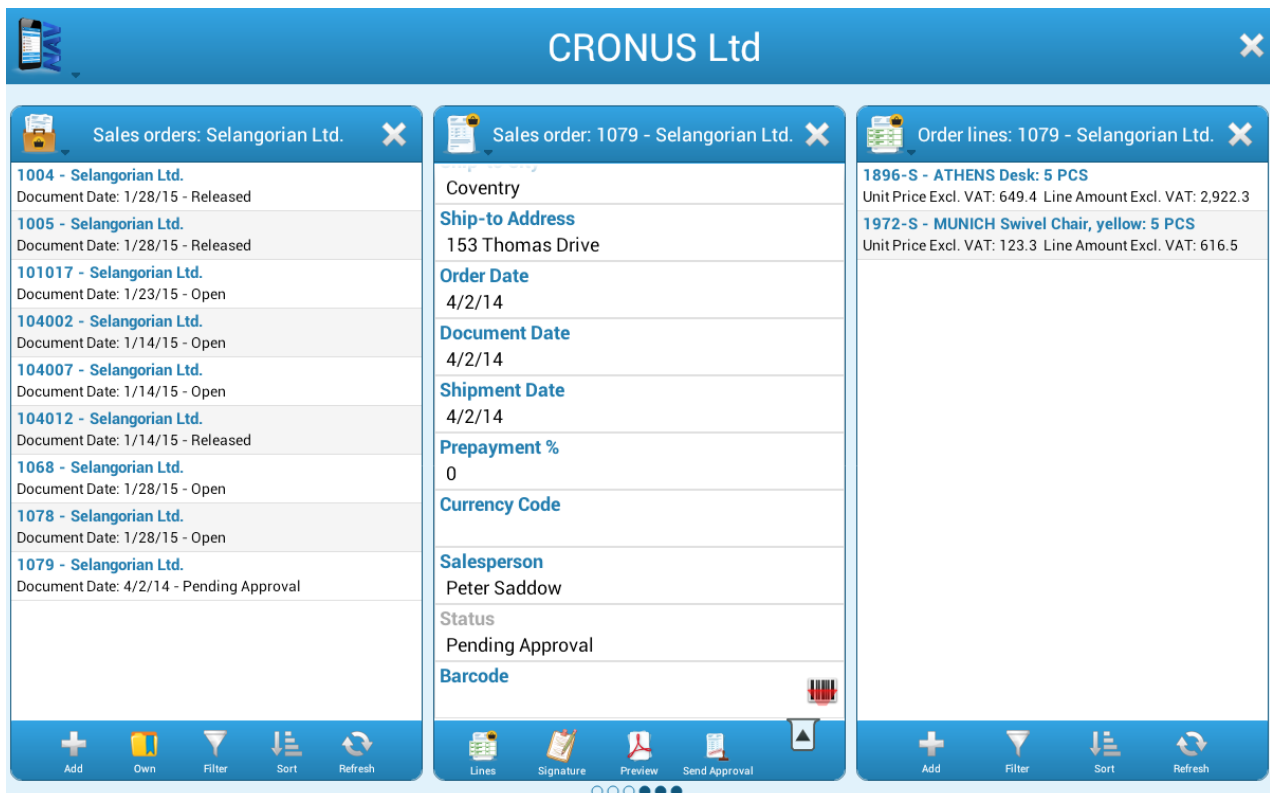 NAV
CRONUS Ltd
Sales orders: Selangorian Ltd.
1004 - Selangorian Ltd.
Document Date: 1/28/15 - Released
1005 - Selangorian Ltd.
Document Date: 1/28/15 - Released
101017 - Selangorian Ltd.
Document Date: 1/23/15 - Open
104002 - Selangorian Ltd.
Document Date: 1/14/15 - Open
104007 - Selangorian Ltd.
Document Date: 1/14/15 - Open
104012 - Selangorian Ltd.
Document Date: 1/14/15 - Released
1068 - Selangorian Ltd.
Document Date: 1/28/15 - Open
1078 - Selangorian Ltd.
Document Date: 1/28/15 - Open
1079 - Selangorian Ltd.
Document Date: 4/2/14 - Pending Approval
Add Own Filter Sort Refresh
Sales order: 1079 - Selangorian Ltd.
Coventry
Ship-to Address
153 Thomas Drive
Order Date
4/2/14
Document Date
4/2/14
Shipment Date
4/2/14
Prepayment %
0
Currency Code
Salesperson
Peter Saddow
Status
Pending Approval
Barcode
Lines Signature Preview Send Approval
Order lines: 1079 - Selangorian Ltd.
1896-S - ATHENS Desk: 5 PCS
Unit Price Excl. VAT: 649.4 Line Amount Excl. VAT: 2,922.3
1972-S - MUNICH Swivel Chair, yellow: 5 PCS
Unit Price Excl. VAT: 123.3 Line Amount Excl. VAT: 616.5
Add Filter Sort Refresh